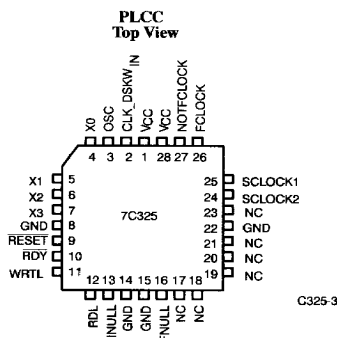 PLCC
Top View
X0
OSC
CLK_DSKW IN
VCC
VCC
NOTFCLOCK
FCLOCK
4 3 2 1 28 27 26
X1 5
X2 6
X3 7
GND 8
RESET 9
RDY 10
WRTL 11
7C325
25 SCLOCK1
24 SCLOCK2
23 NC
22 GND
21 NC
20 NC
19 NC
12 13 14 15 16 17 18
RDL
INULL
GND
GND
FNULL
NC
NC
C325-3